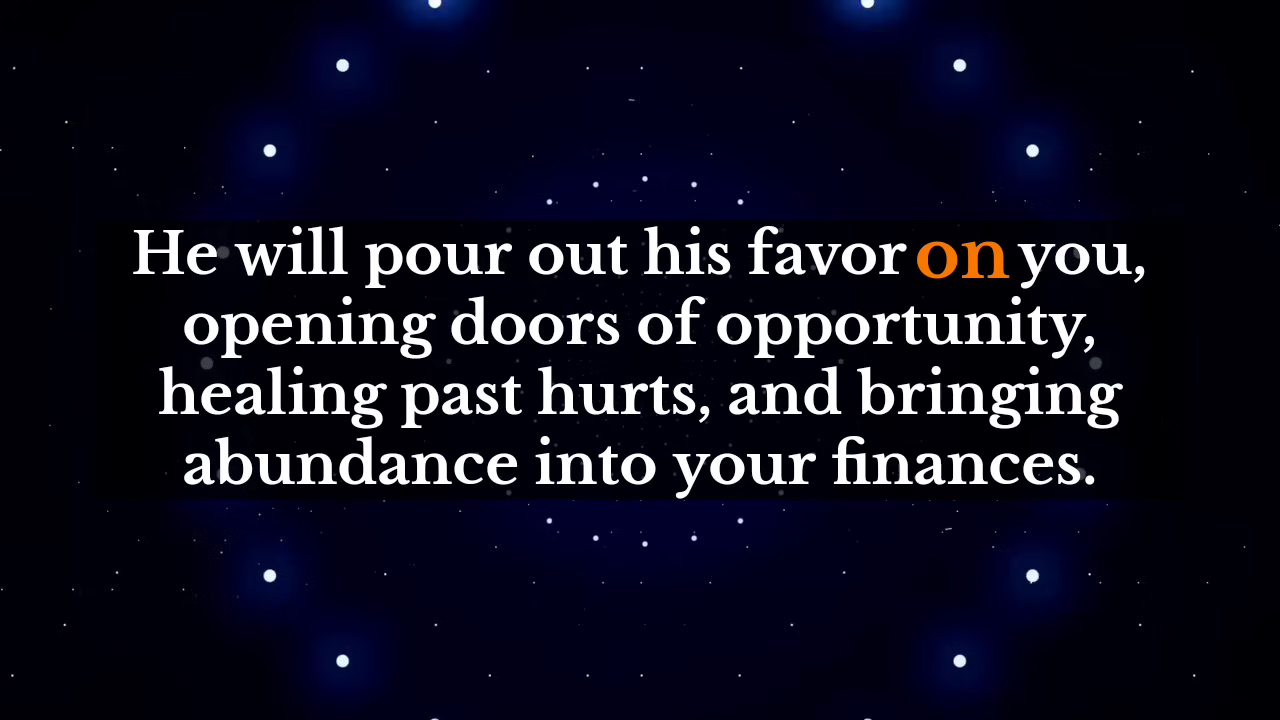 He will pour out his favor on you,
opening doors of opportunity,
healing past hurts, and bringing
abundance into your finances.